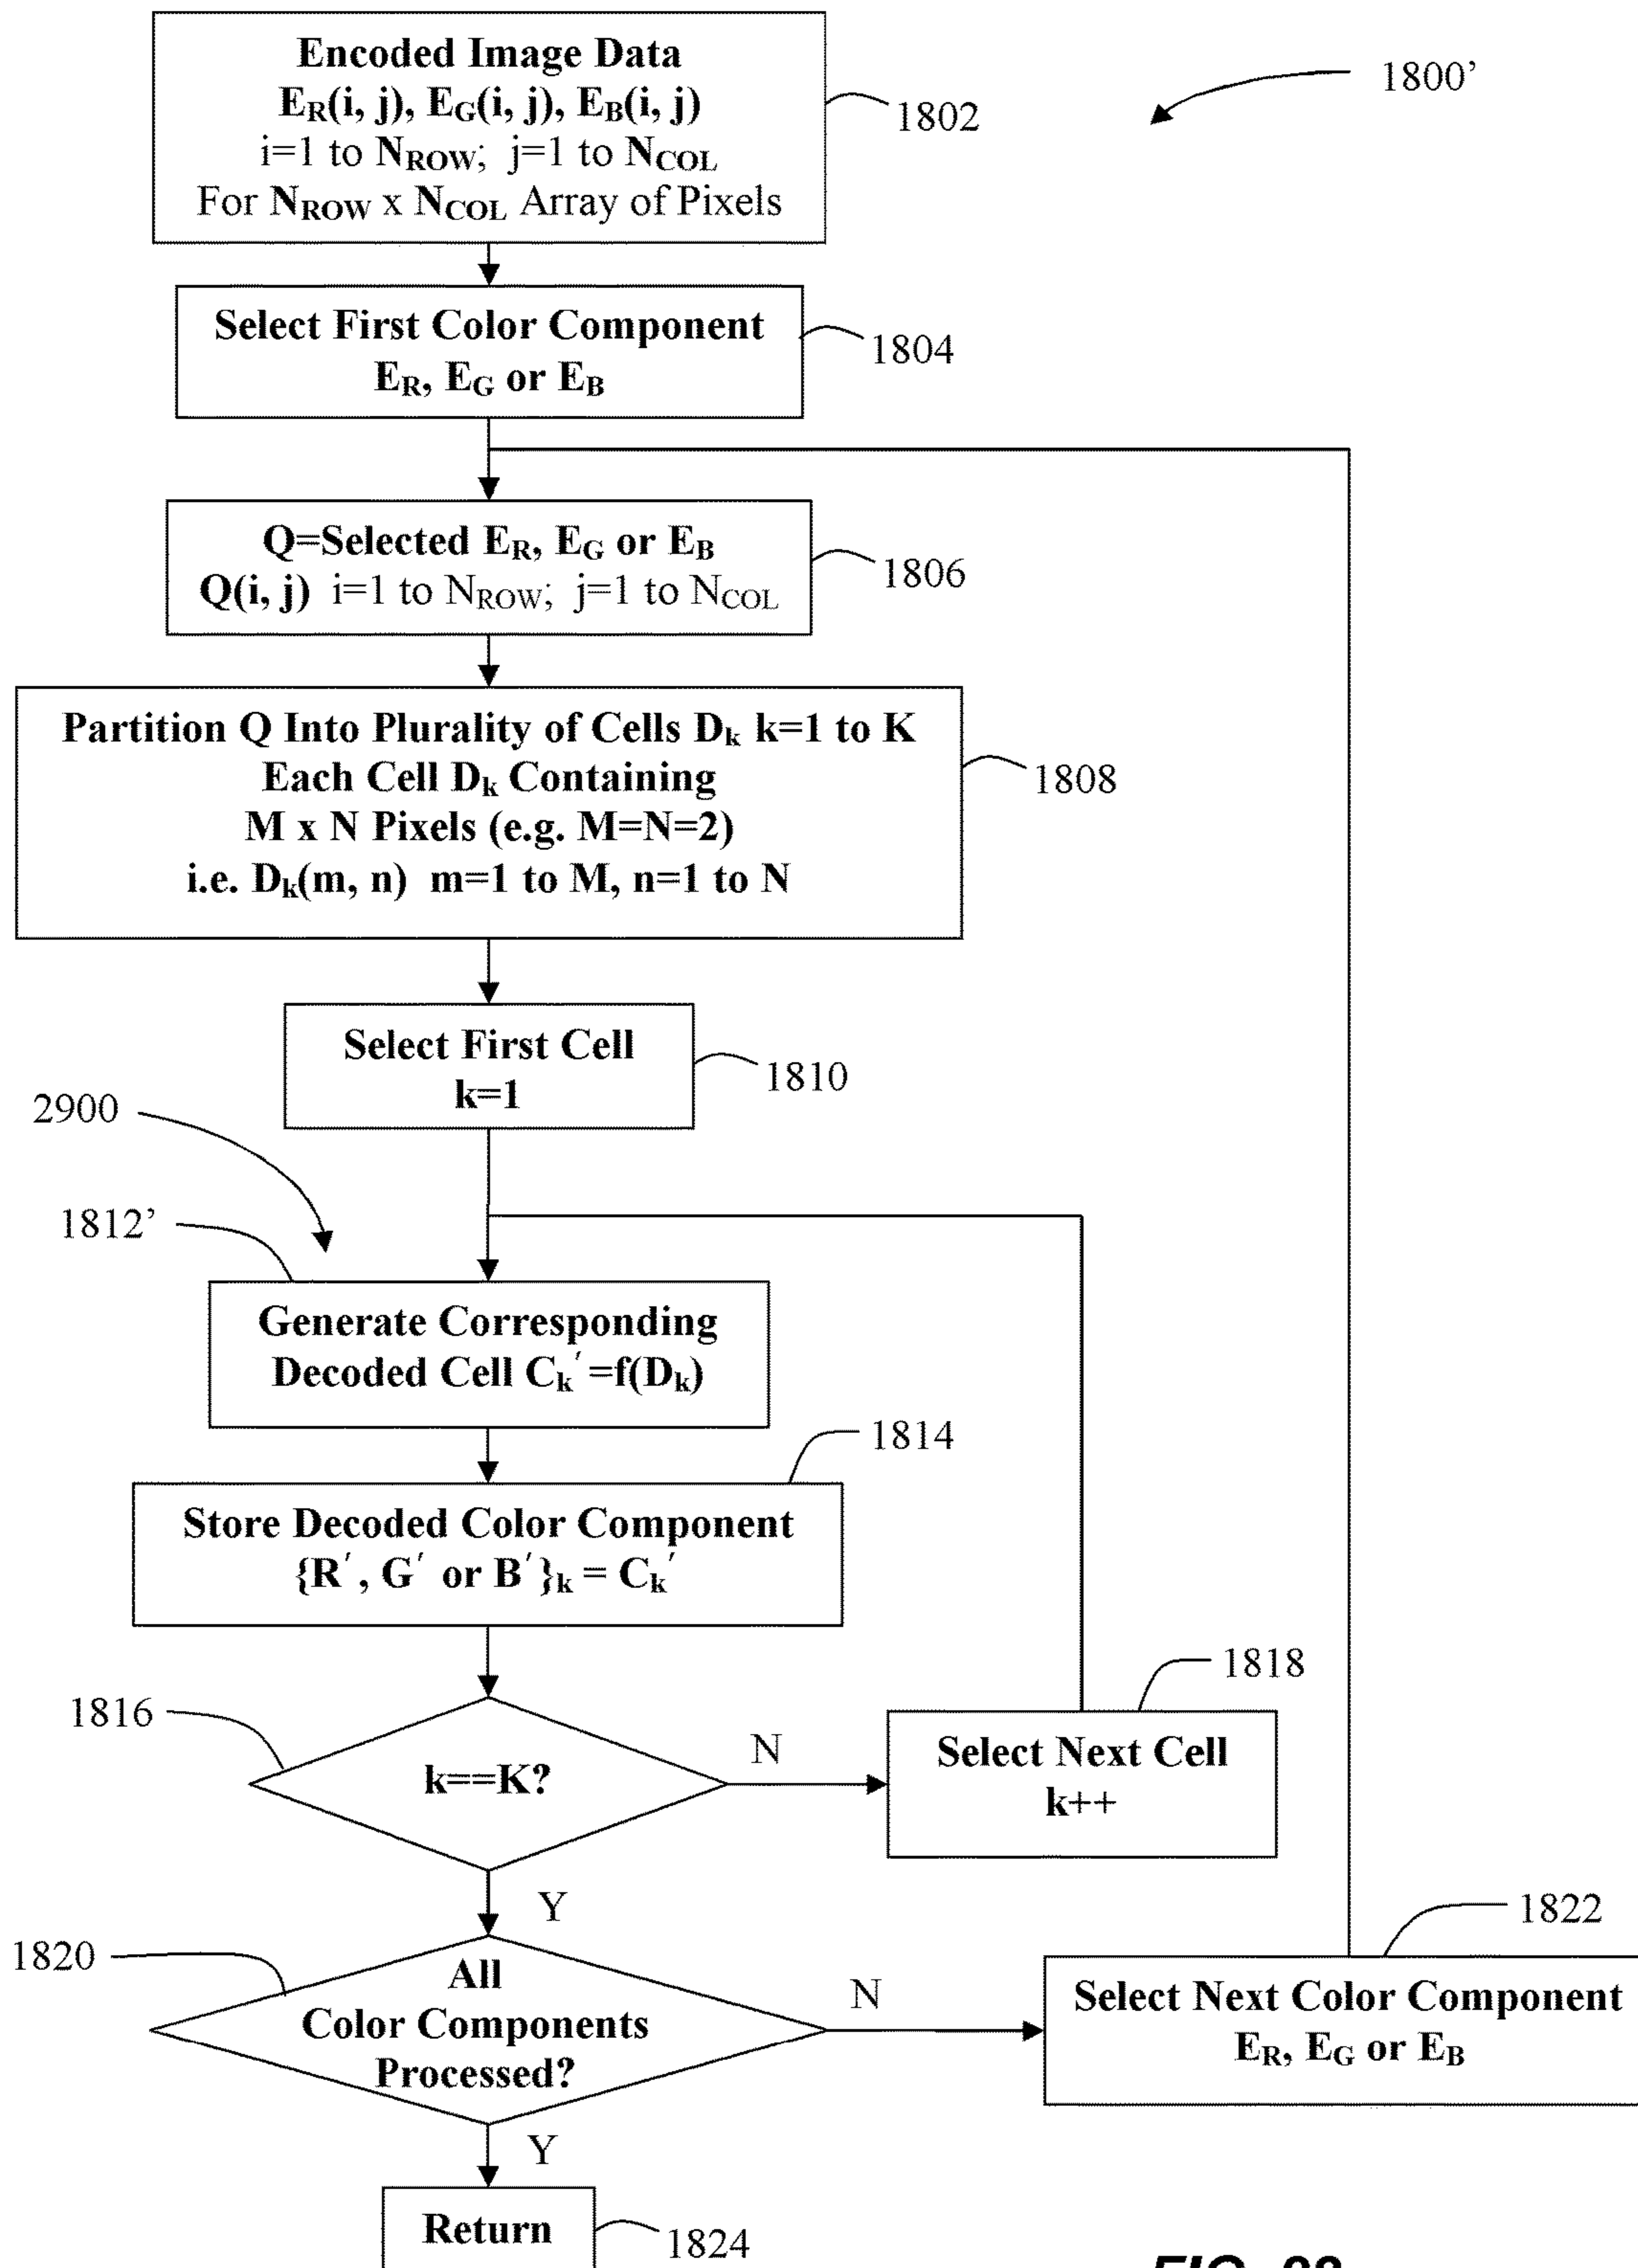 Encoded Image Data
E_R(i, j), E_G(i, j), E_B(i, j)
i=1 to N_ROW; j=1 to N_COL
For N_ROW x N_COL Array of Pixels
1802
1800’
Select First Color Component
E_R, E_G or E_B
1804
Q=Selected E_R, E_G or E_B
Q(i, j) i=1 to N_ROW; j=1 to N_COL
1806
Partition Q Into Plurality of Cells D_k k=1 to K
Each Cell D_k Containing
M x N Pixels (e.g. M=N=2)
i.e. D_k(m, n) m=1 to M, n=1 to N
1808
Select First Cell
k=1
1810
2900
1812’
Generate Corresponding
Decoded Cell C_k′=f(D_k)
1814
Store Decoded Color Component
{R′, G′ or B′}_k = C_k′
1816
k==K?
N
1818
Select Next Cell
k++
Y
1820
All
Color Components
Processed?
N
1822
Select Next Color Component
E_R, E_G or E_B
Y
Return
1824
FIG.